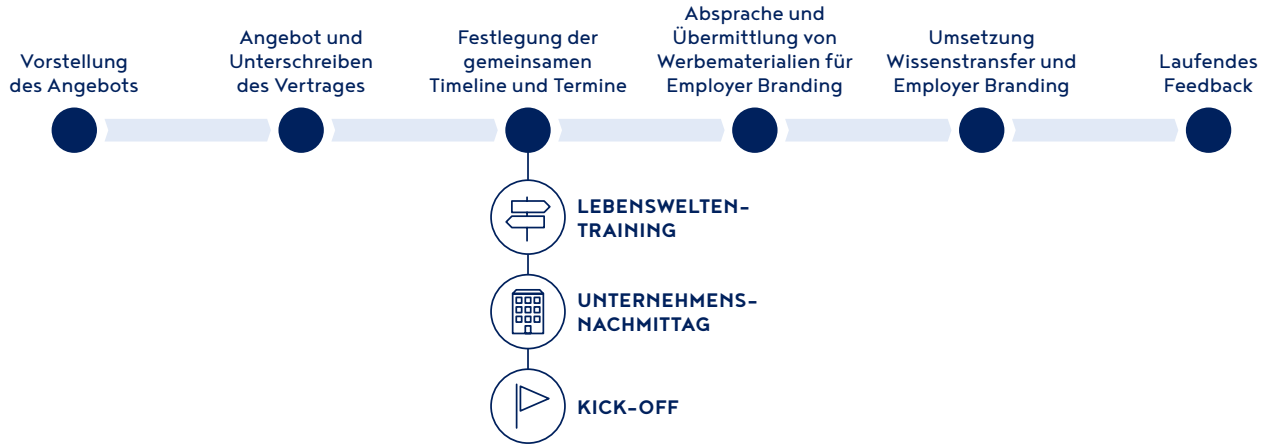 Vorstellung
des Angebots
Angebot und
Unterschreiben
des Vertrages
Festlegung der
gemeinsamen
Timeline und Termine
Absprache und
Übermittlung von
Werbematerialien für
Employer Branding
Umsetzung
Wissenstransfer und
Employer Branding
Laufendes
Feedback
LEBENSWELTEN-
TRAINING
UNTERNEHMENS-
NACHMITTAG
KICK-OFF